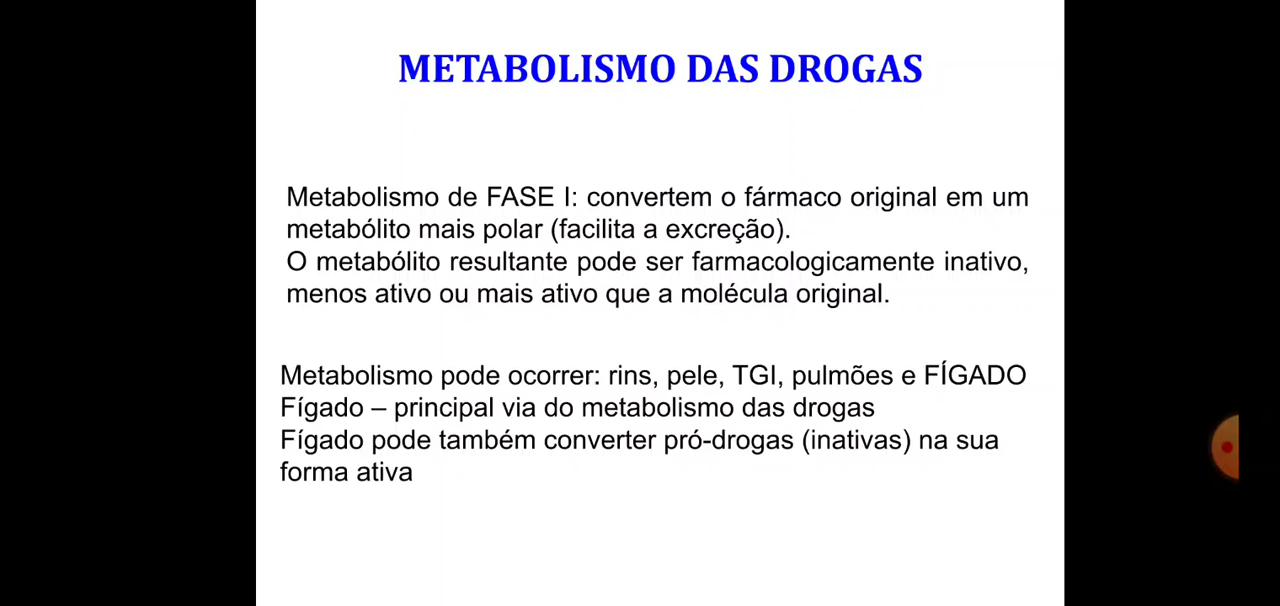 METABOLISMO DAS DROGAS
Metabolismo de FASE I: convertem o fármaco original em um
metabólito mais polar (facilita a excreção).
O metabólito resultante pode ser farmacologicamente inativo,
menos ativo ou mais ativo que a molécula original.
Metabolismo pode ocorrer: rins, pele, TGI, pulmões e FÍGADO
Fígado – principal via do metabolismo das drogas
Fígado pode também converter pró-drogas (inativas) na sua
forma ativa